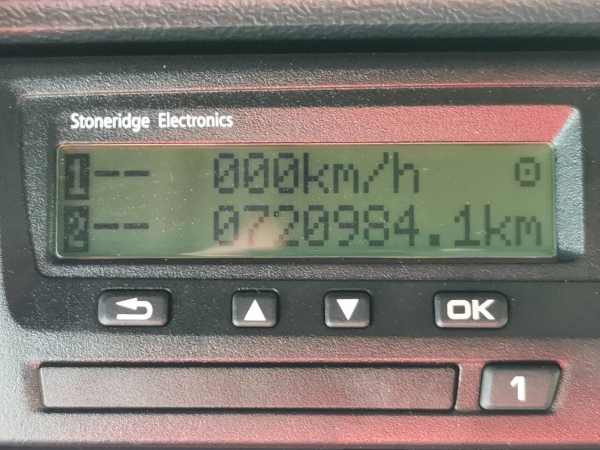 Stoneridge Electronics
1-- 000km/h
2-- 0720984.1km
OK
1